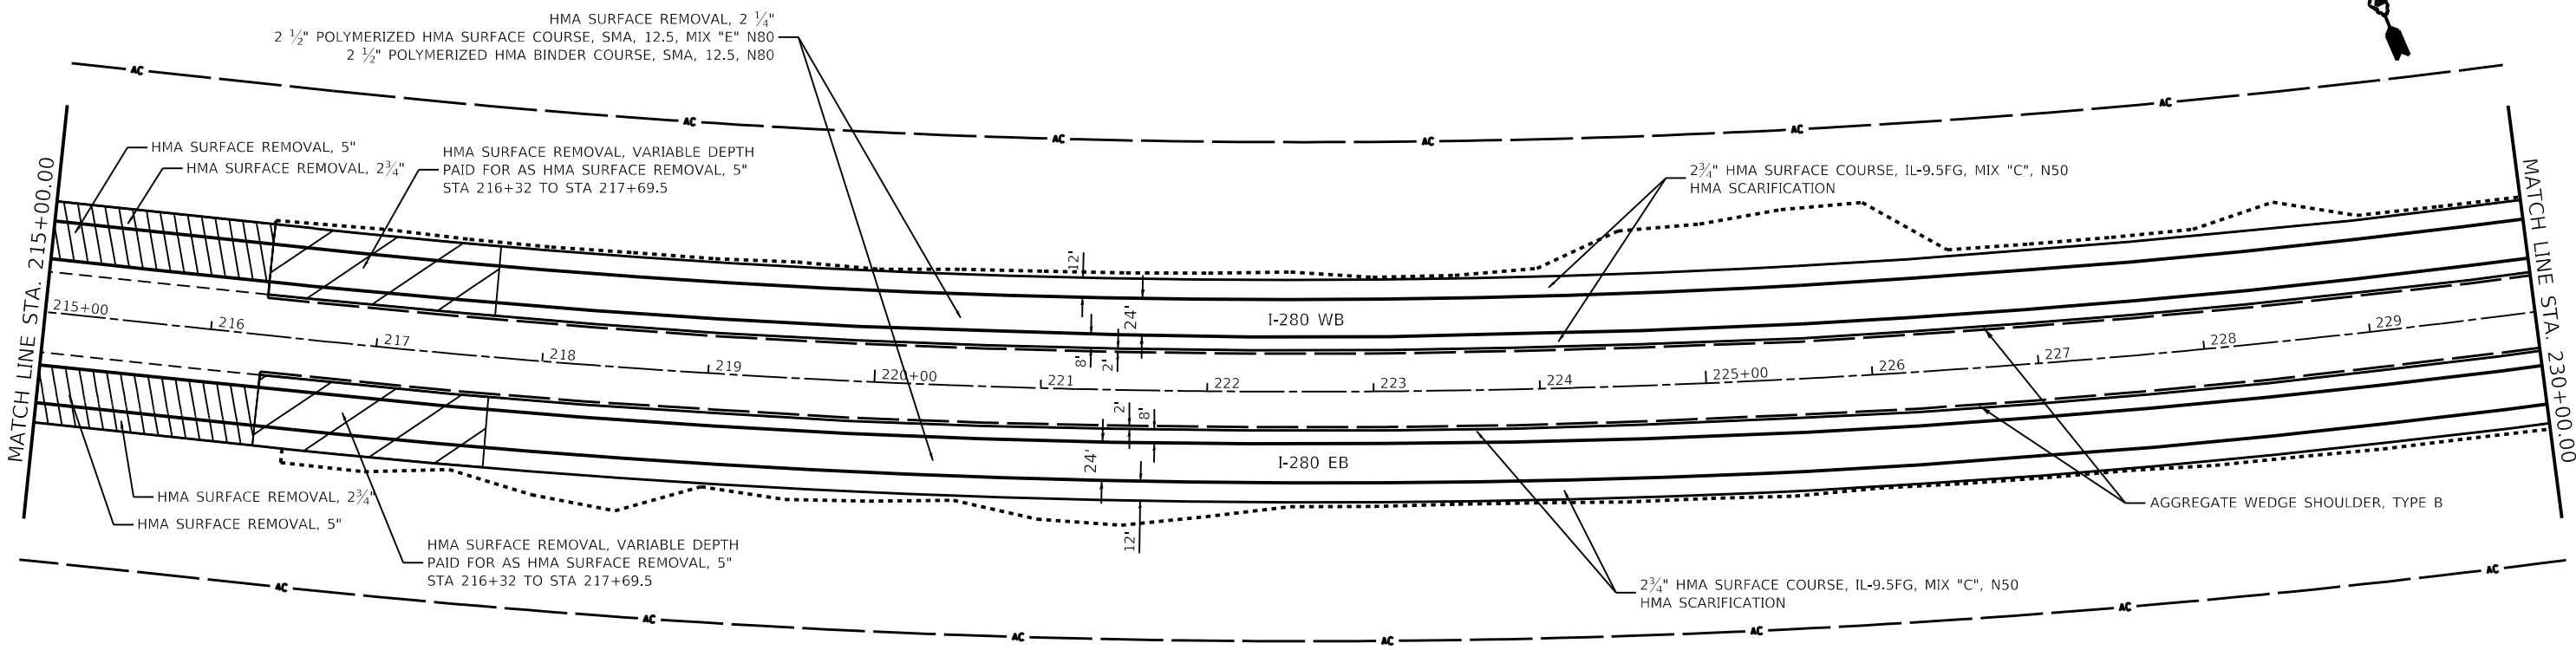 HMA SURFACE REMOVAL, 2 1/4"
2 1/2" POLYMERIZED HMA SURFACE COURSE, SMA, 12.5, MIX "E" N80
2 1/2" POLYMERIZED HMA BINDER COURSE, SMA, 12.5, N80
AC
AC
AC
AC
AC
AC
MATCH LINE STA. 215+00.00
HMA SURFACE REMOVAL, 5"
HMA SURFACE REMOVAL, 2 3/4"
HMA SURFACE REMOVAL, VARIABLE DEPTH
PAID FOR AS HMA SURFACE REMOVAL, 5"
STA 216+32 TO STA 217+69.5
2 3/4" HMA SURFACE COURSE, IL-9.5FG, MIX "C", N50
HMA SCARIFICATION
MATCH LINE STA. 230+00.00
12'
24'
I-280 WB
8'
2'
215+00
216
217
218
219
220+00
221
222
223
224
225+00
226
227
228
229
2'
8'
24'
I-280 EB
12'
HMA SURFACE REMOVAL, 2 3/4"
HMA SURFACE REMOVAL, 5"
HMA SURFACE REMOVAL, VARIABLE DEPTH
PAID FOR AS HMA SURFACE REMOVAL, 5"
STA 216+32 TO STA 217+69.5
AGGREGATE WEDGE SHOULDER, TYPE B
2 3/4" HMA SURFACE COURSE, IL-9.5FG, MIX "C", N50
HMA SCARIFICATION
AC
AC
AC
AC
AC
AC
AC